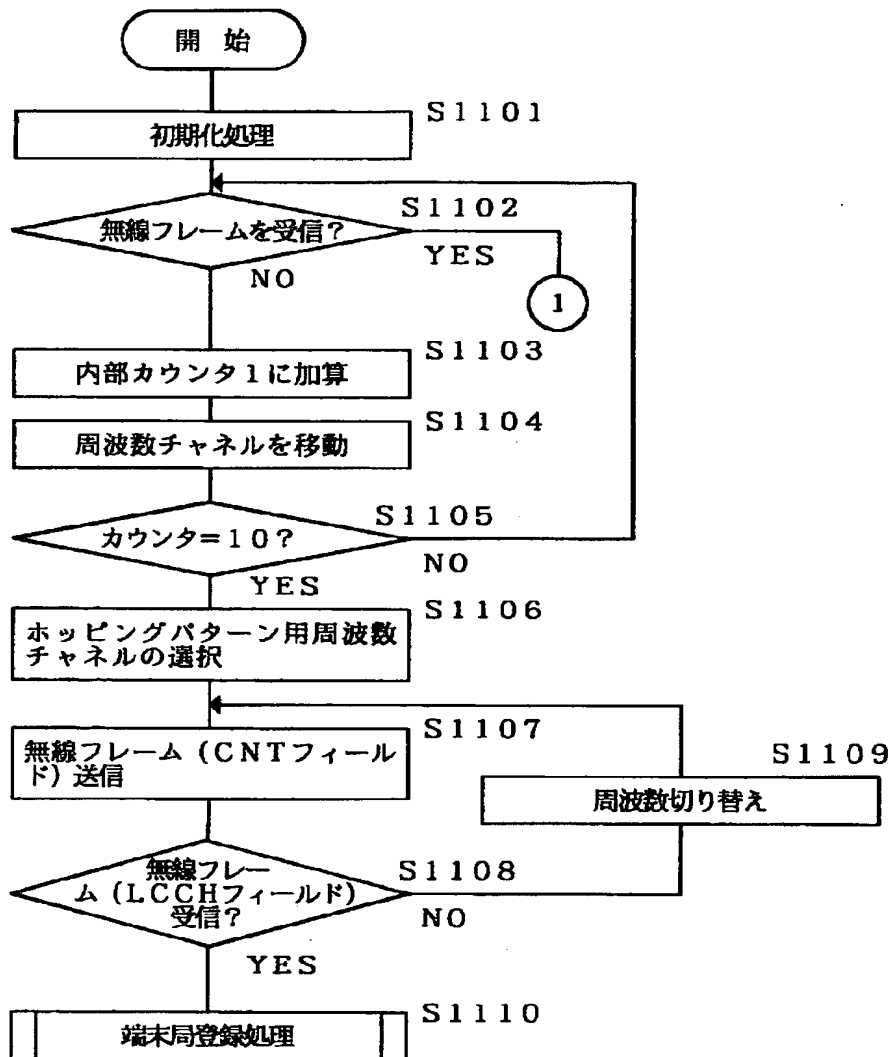 開 始
S1101
初期化処理
S1102
無線フレームを受信?
YES
NO
1
S1103
内部カウンタ1に加算
S1104
周波数チャネルを移動
S1105
カウンタ=10?
NO
YES
S1106
ホッピングパターン用周波数
チャネルの選択
S1107
無線フレーム(CNTフィール
ド)送信
S1109
周波数切り替え
S1108
無線フレー
ム(LCCHフィールド)
受信?
NO
YES
S1110
端末局登録処理